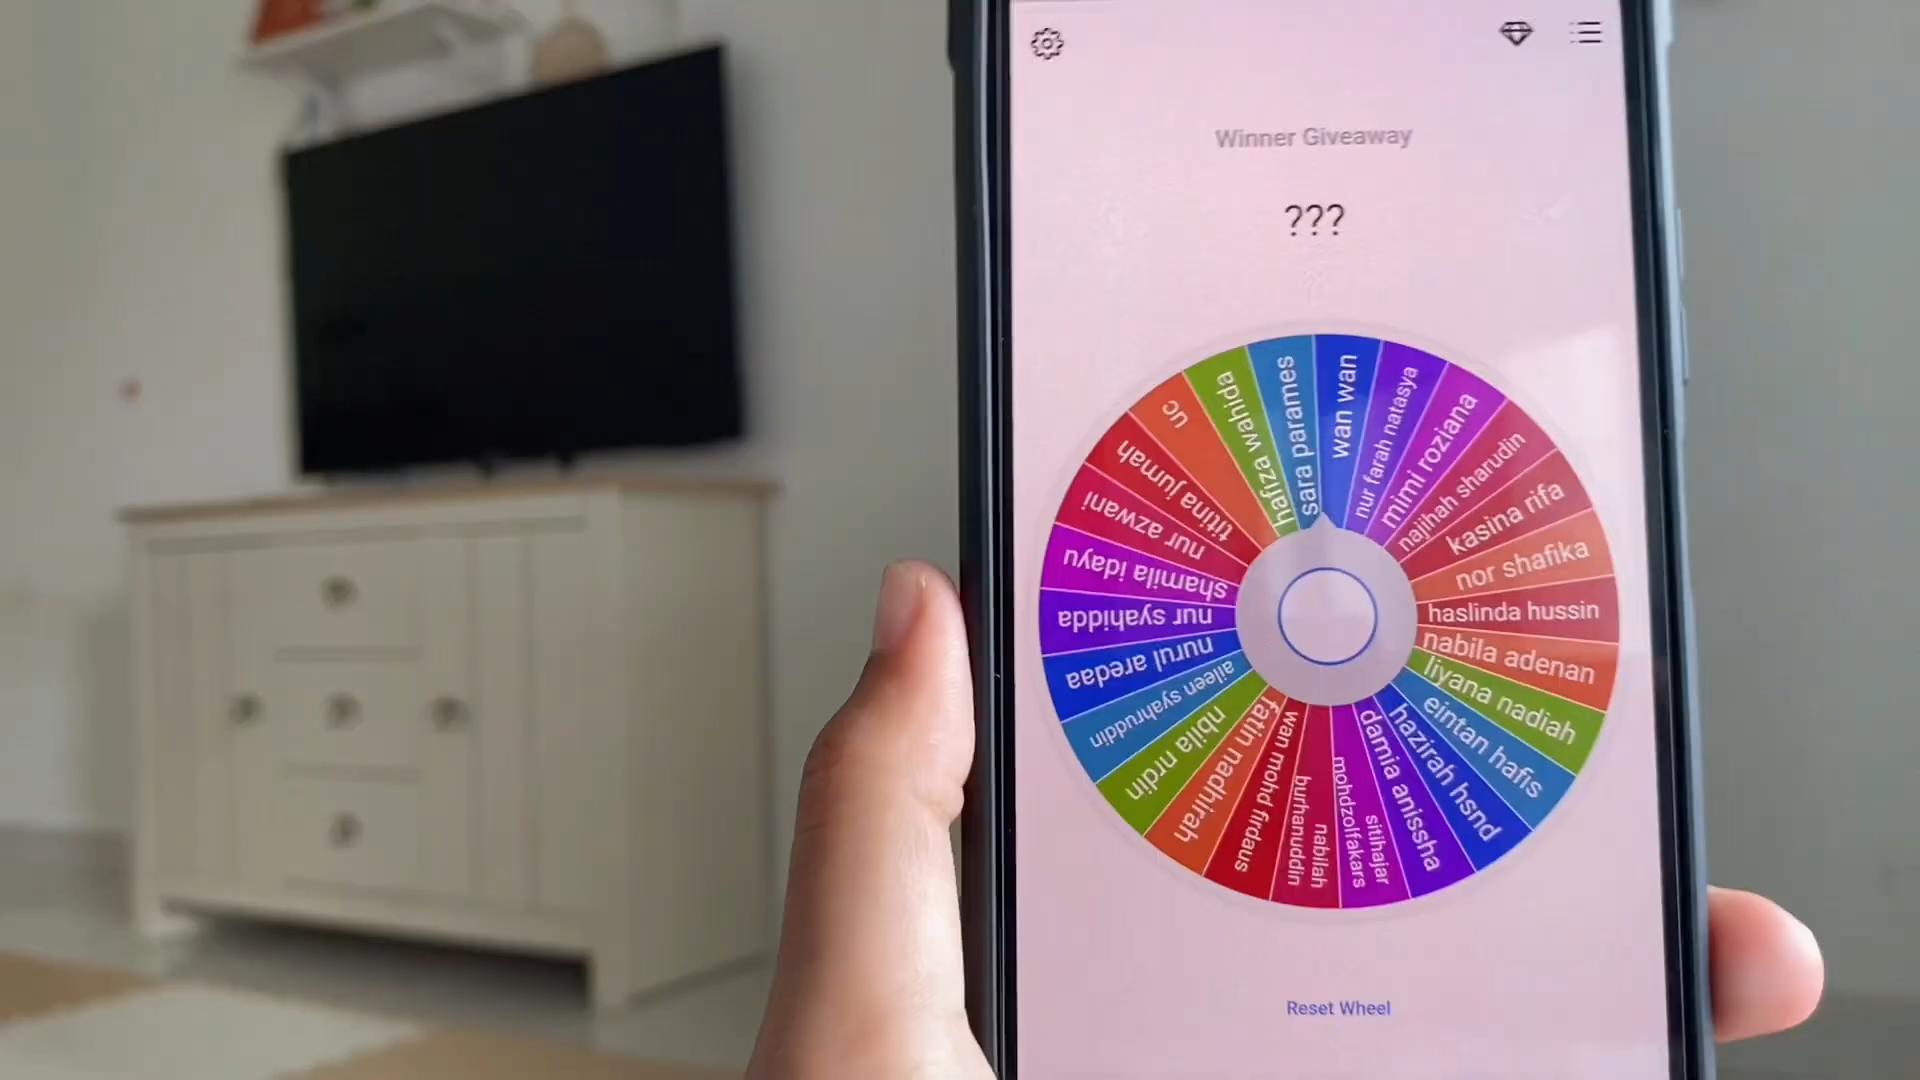 Winner Giveaway
???
wan wan
nur farah natasya
mimi roziana
najihah sharudin
kasina rifa
nor shafika
haslinda hussin
nabila adenan
liyana nadiah
eintan hafis
hazirah hsnd
damia anissha
sitihajar
mohdzolfakars
nabilah
burhanuddin
wan mohd firdaus
fatin nadhirah
nbila nrdin
aileen syahruddin
nurul aredaa
nur syahidda
shamila idayu
nur azwani
titina jumah
uc
hafiza wahida
sara parames
Reset Wheel